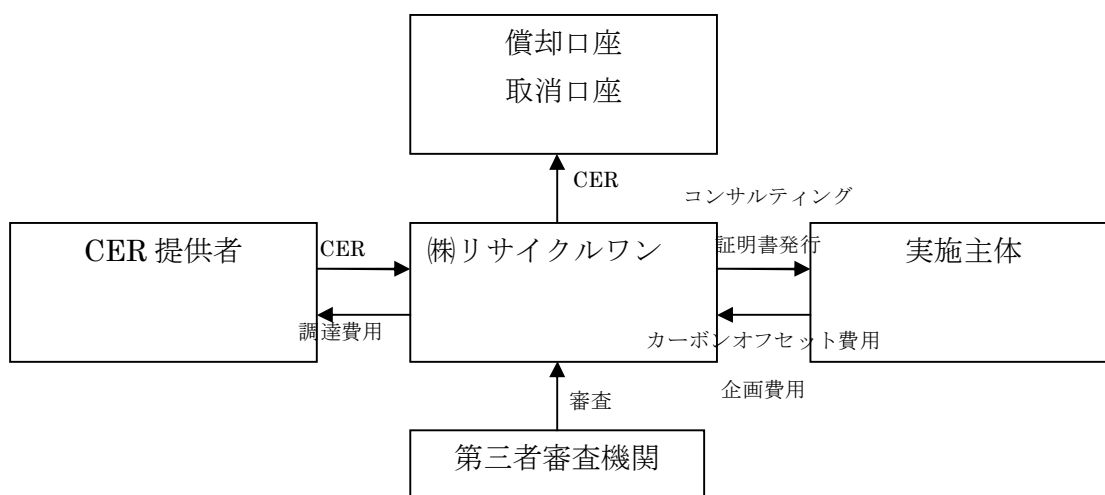 償却口座
取消口座
CER
コンサルティング
CER 提供者
CER
㈱リサイクルワン
証明書発行
実施主体
調達費用
カーボンオフセット費用
企画費用
審査
第三者審査機関